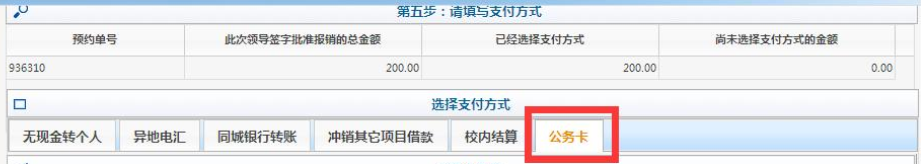 第五步：请填写支付方式
预约单号 此次领导签字批准报销的总金额 已经选择支付方式 尚未选择支付方式的金额
936310 200.00 200.00 0.00
选择支付方式
无现金转个人 异地电汇 同城银行转账 冲销其它项目借款 校内结算 公务卡